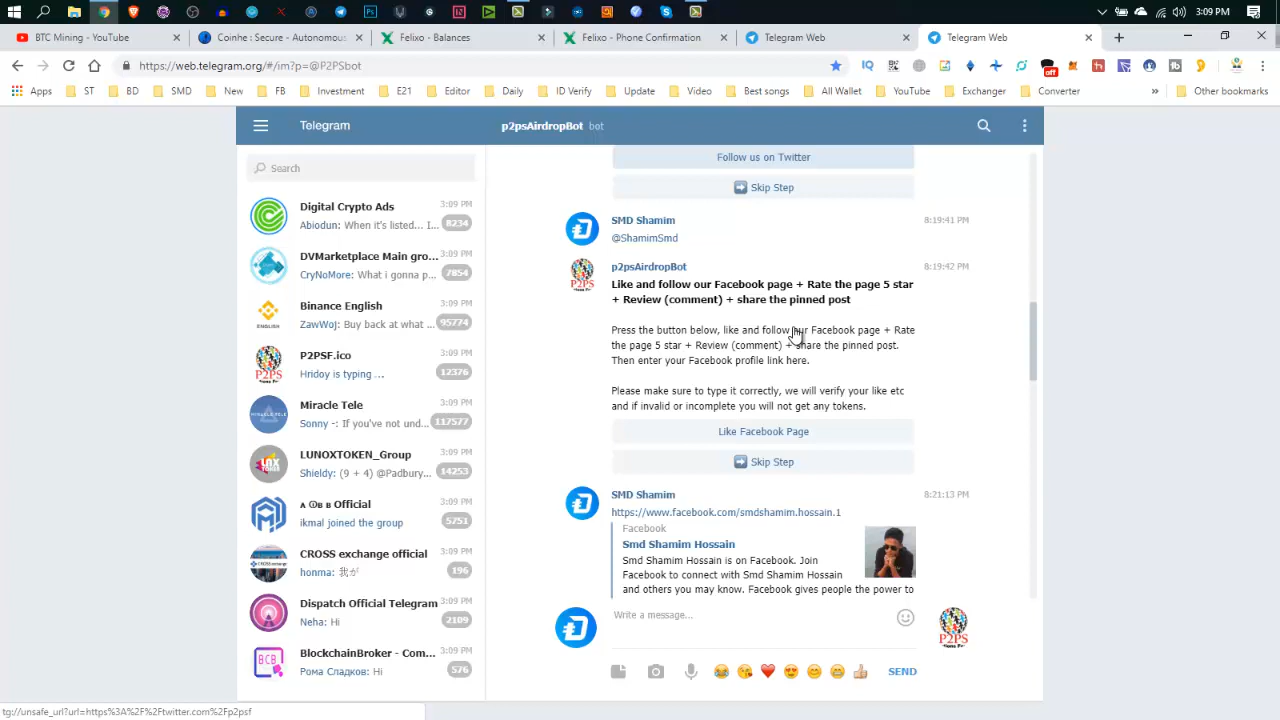 3:09 PM
BTC Mining - YouTube
Coinhe : Secure - Autonomous
Felixo - Balances
Felixo - Phone Confirmation
Telegram Web
Telegram Web
https://web.telegram.org/#/im?p=@P2PSbot
off
Apps
ST
BD
SMD
New
FB
Investment
E21
Editor
Daily
ID Verify
Update
Video
Best songs
All Wallet
YouTube
Exchanger
Converter
»
Other bookmarks
Telegram
p2psAirdropBot bot
Search
Digital Crypto Ads 3:09 PM
Abiodun: When it's listed... I... 8234
DVMarketplace Main gro... 3:09 PM
CryNoMore: What i gonna p... 7854
Binance English 3:09 PM
ZawWoj: Buy back at what ... 95774
P2PSF.ico 3:09 PM
Hridoy is typing ... 12376
Miracle Tele 3:09 PM
Sonny -: If you've not und... 117577
LUNOXTOKEN_Group 3:09 PM
Shieldy: (9 + 4) @Padbury... 14253
Official 3:09 PM
ikmal joined the group 5751
CROSS exchange official 3:09 PM
honma: 我が 196
Dispatch Official Telegram 3:09 PM
Neha: Hi 2109
BlockchainBroker - Com... 3:09 PM
Рома Сладков: Hi 576
Follow us on Twitter
Skip Step
SMD Shamim 8:19:41 PM
@ShamimSmd
p2psAirdropBot 8:19:42 PM
Like and follow our Facebook page + Rate the page 5 star
+ Review (comment) + share the pinned post
Press the button below, like and follow our Facebook page + Rate
the page 5 star + Review (comment) + share the pinned post.
Then enter your Facebook profile link here.
Please make sure to type it correctly, we will verify your like etc
and if invalid or incomplete you will not get any tokens.
Like Facebook Page
Skip Step
SMD Shamim 8:21:13 PM
https://www.facebook.com/smdshamim.hossain.1
Facebook
Smd Shamim Hossain
Smd Shamim Hossain is on Facebook. Join
Facebook to connect with Smd Shamim Hossain
and others you may know. Facebook gives people the power to
Write a message...
P2PS
SEND
tg://unsafe_url?url=https%3A%2F%2Ftwitter.com%2Fp2psf